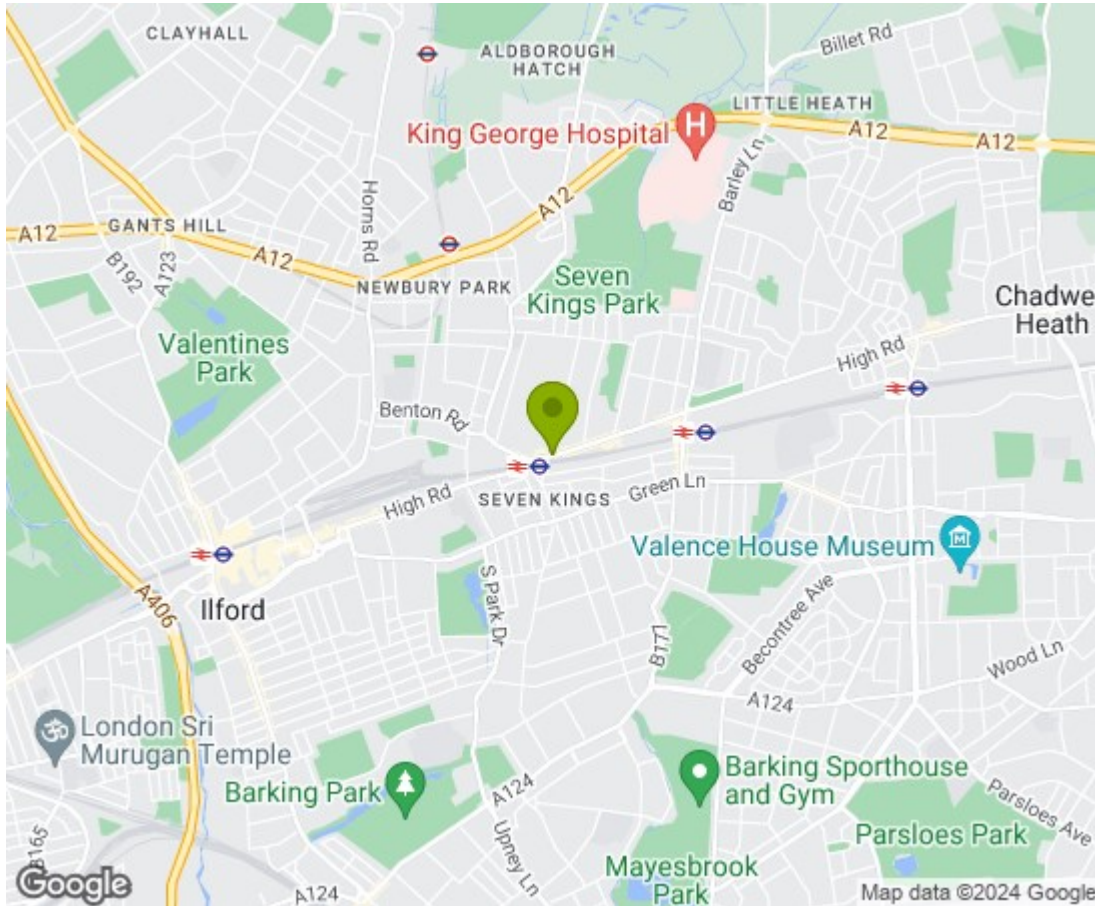 CLAYHALL
ALDBOROUGH
HATCH
Billet Rd
LITTLE HEATH
King George Hospital
H
A12
A12
Barley Ln
Horns Rd
A12
GANTS HILL
A12
A12
B192
A123
NEWBURY PARK
Seven
Kings Park
Chadwe
Heath
Valentines
Park
High Rd
Benton Rd
SEVEN KINGS
Green Ln
High Rd
Valence House Museum
M
A406
Ilford
S Park Dr
Becontree Ave
B171
Wood Ln
A124
London Sri
Murugan Temple
ॐ
Barking Park
Barking Sporthouse
and Gym
A124
Parsloes Ave
Parsloes Park
B165
Upney Ln
Mayesbrook
Park
A124
Google
Map data ©2024 Google